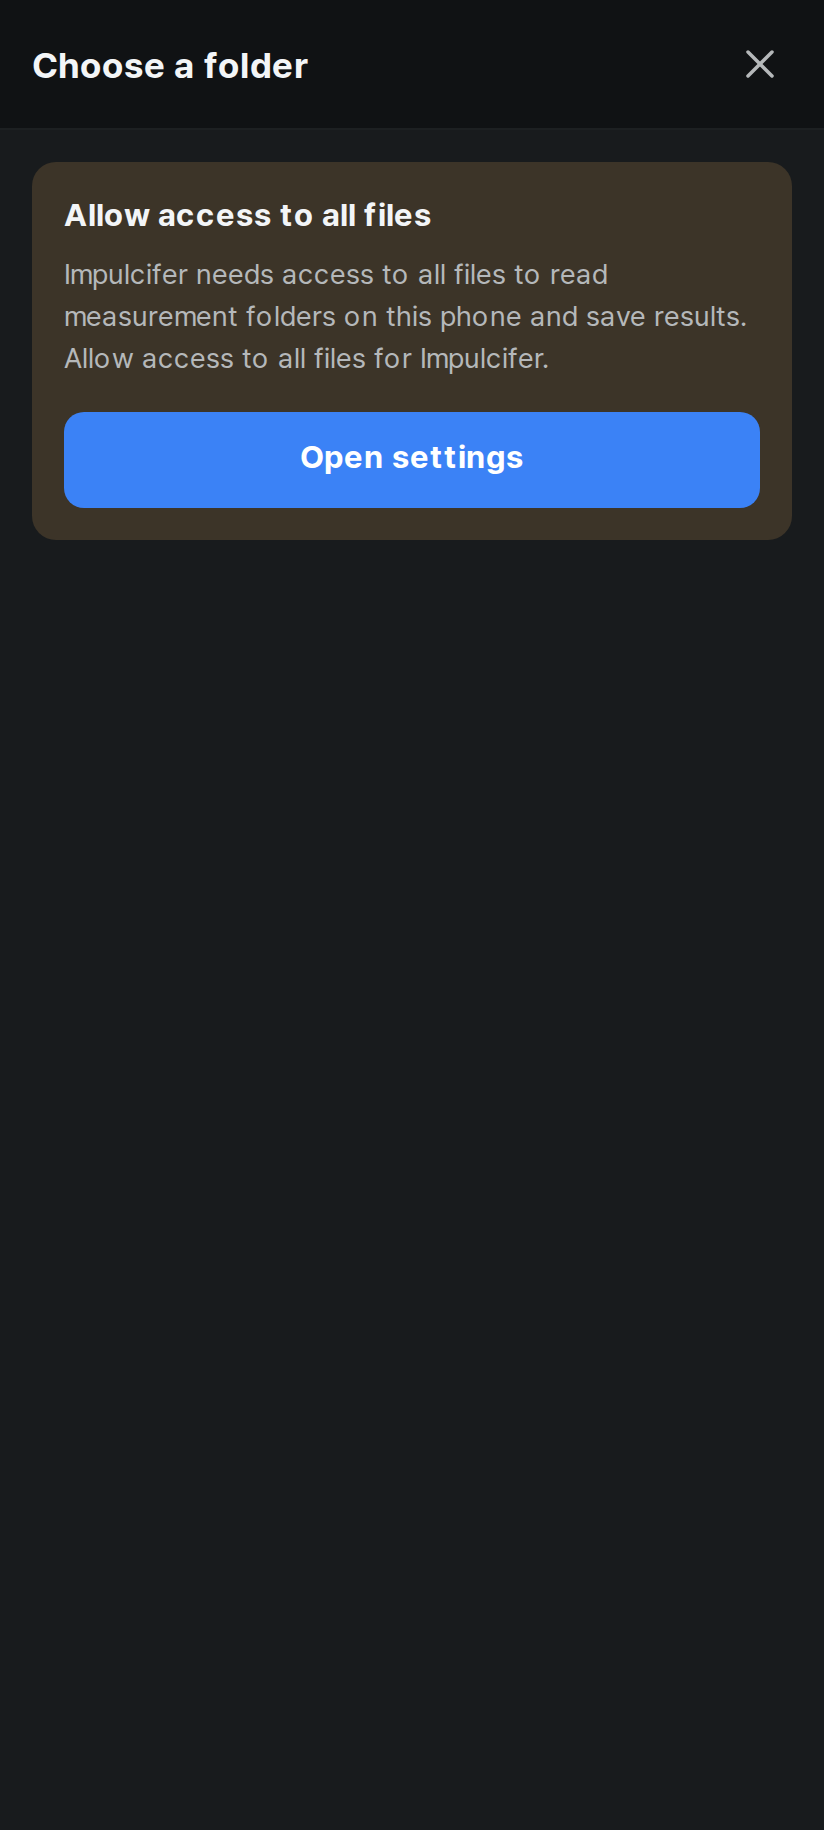 Choose a folder
Allow access to all files
Impulcifer needs access to all files to read
measurement folders on this phone and save results.
Allow access to all files for Impulcifer.
Open settings